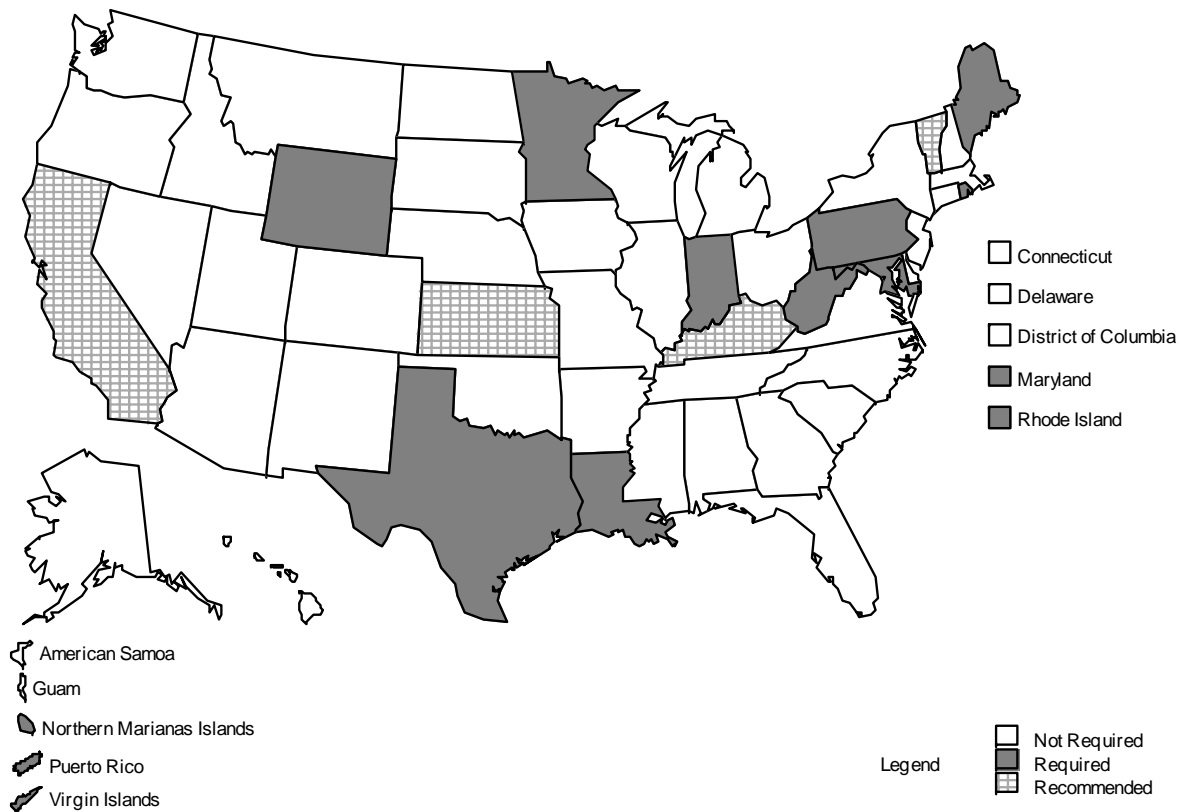 Connecticut
Delaware
District of Columbia
Maryland
Rhode Island
American Samoa
Guam
Northern Marianas Islands
Puerto Rico
Virgin Islands
Legend
Not Required
Required
Recommended